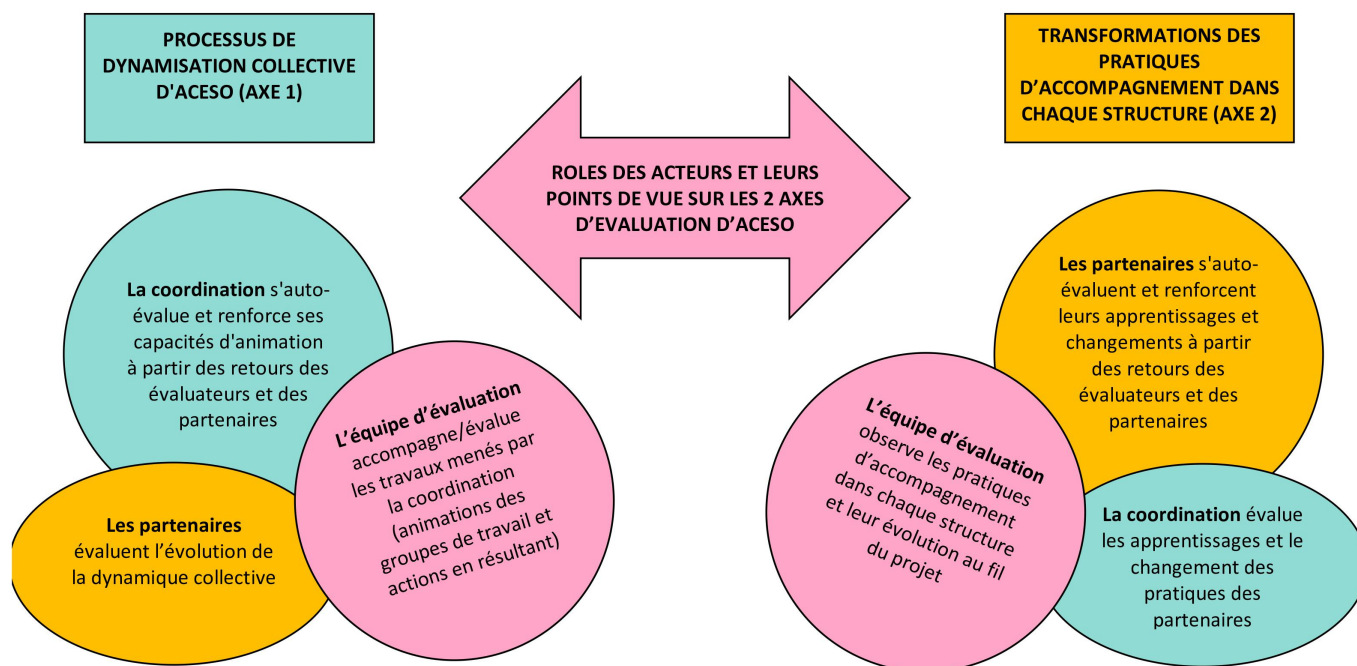 PROCESSUS DE
DYNAMISATION COLLECTIVE
D'ACESO (AXE 1)
ROLES DES ACTEURS ET LEURS
POINTS DE VUE SUR LES 2 AXES
D’EVALUATION D’ACESO
TRANSFORMATIONS DES
PRATIQUES
D’ACCOMPAGNEMENT DANS
CHAQUE STRUCTURE (AXE 2)
La coordination s'auto-
évalue et renforce ses
capacités d'animation
à partir des retours des
évaluateurs et des
partenaires
L’équipe d’évaluation
accompagne/évalue
les travaux menés par
la coordination
(animations des
groupes de travail et
actions en résultant)
Les partenaires
évaluent l’évolution de
la dynamique collective
Les partenaires s'auto-
évaluent et renforcent
leurs apprentissages et
changements à partir
des retours des
évaluateurs et des
partenaires
L’équipe d’évaluation
observe les pratiques
d’accompagnement
dans chaque structure
et leur évolution au fil
du projet
La coordination évalue
les apprentissages et le
changement des
pratiques des
partenaires